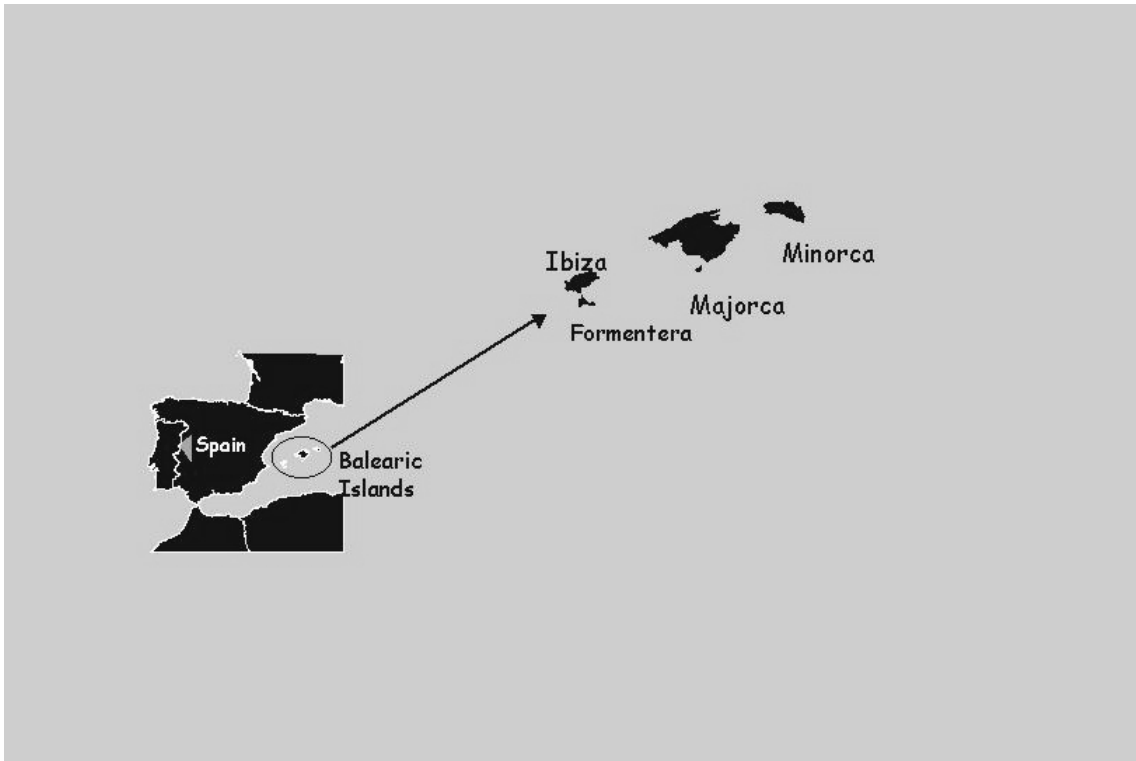 Ibiza
Minorca
Majorca
Formentera
Spain
Balearic
Islands